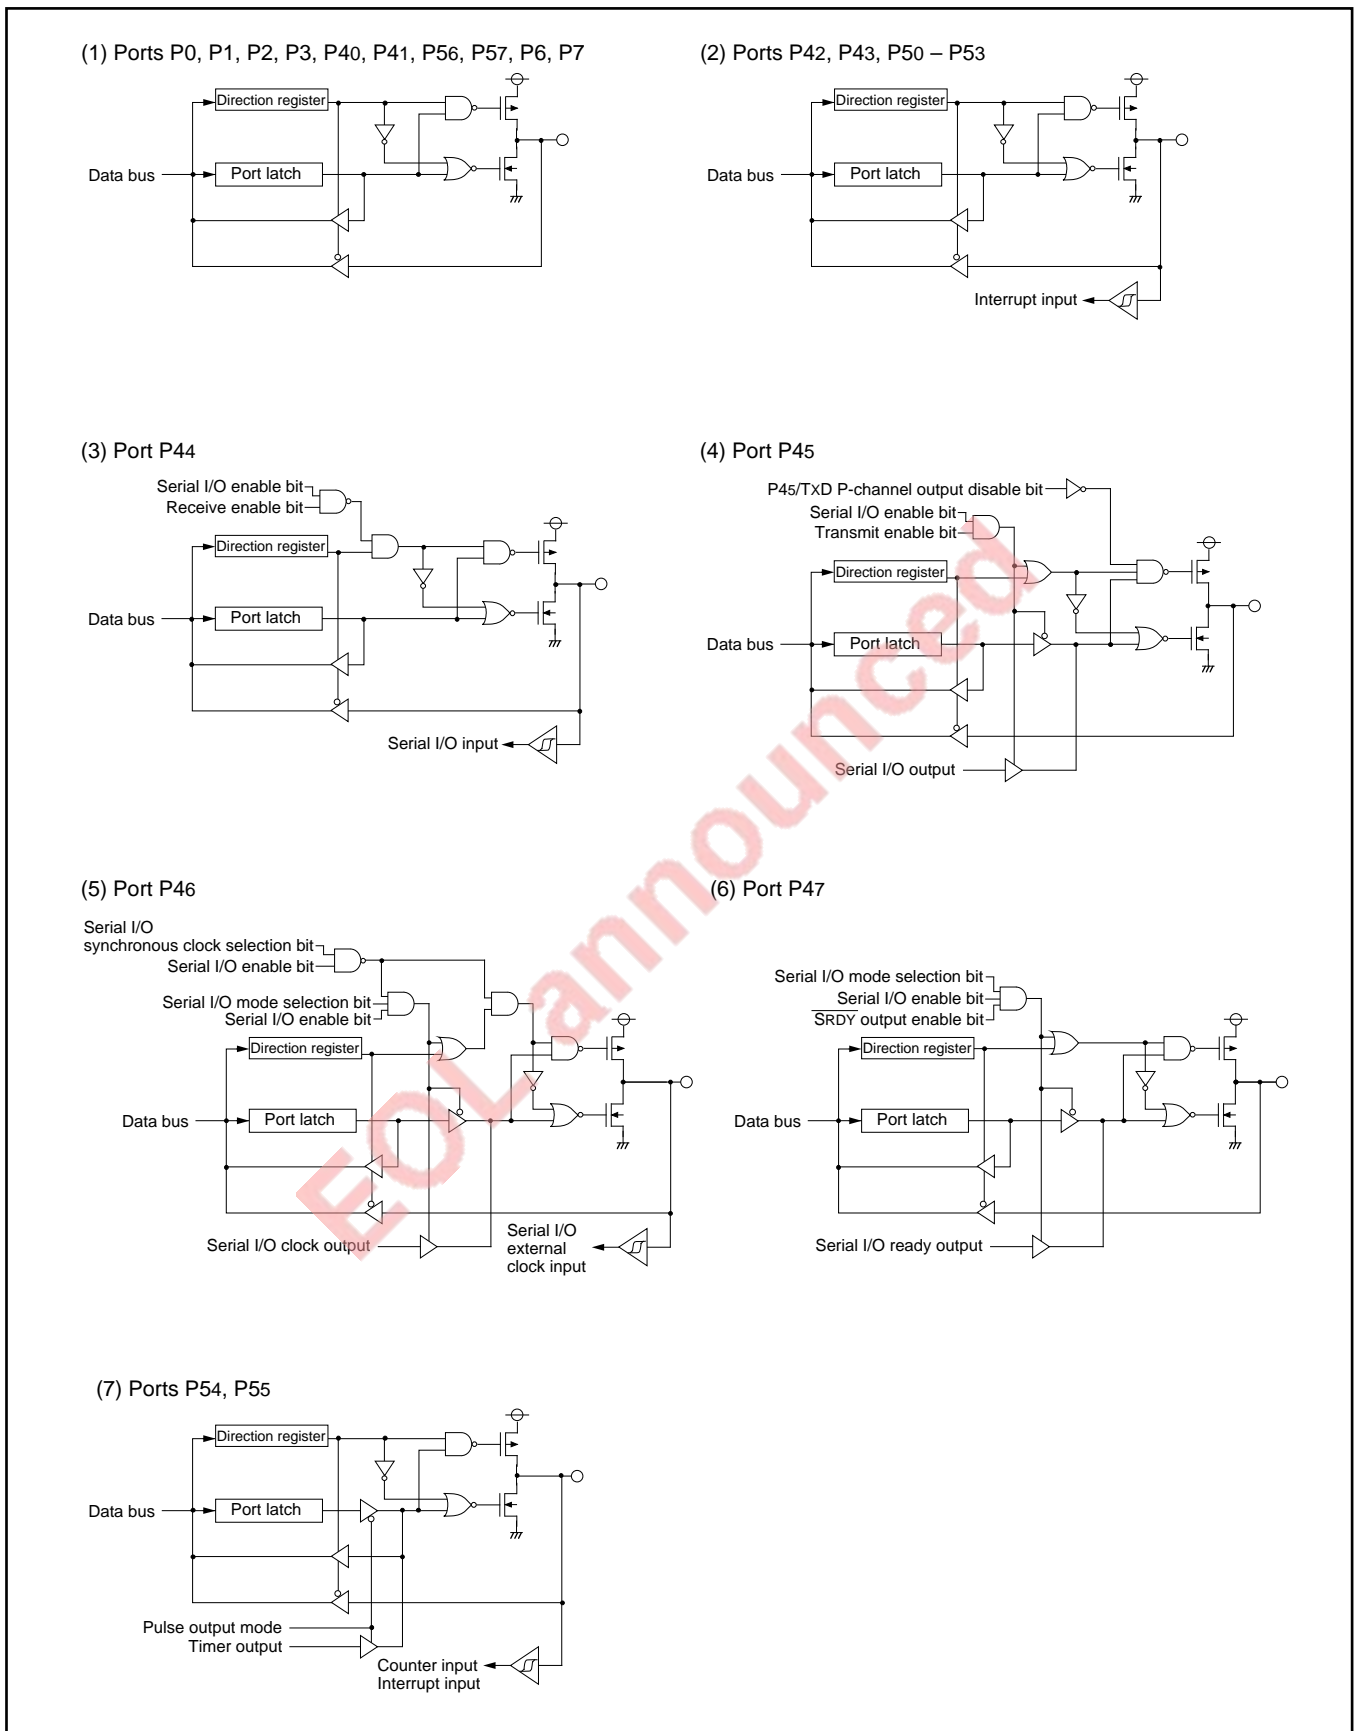 (1) Ports P0, P1, P2, P3, P40, P41, P56, P57, P6, P7
Direction register
Data bus
Port latch
(2) Ports P42, P43, P50 – P53
Direction register
Data bus
Port latch
Interrupt input
(3) Port P44
Serial I/O enable bit
Receive enable bit
Direction register
Data bus
Port latch
Serial I/O input
(4) Port P45
P45/TXD P-channel output disable bit
Serial I/O enable bit
Transmit enable bit
Direction register
Data bus
Port latch
Serial I/O output
(5) Port P46
Serial I/O
synchronous clock selection bit
Serial I/O enable bit
Serial I/O mode selection bit
Serial I/O enable bit
Direction register
Data bus
Port latch
Serial I/O clock output
Serial I/O
external
clock input
(6) Port P47
Serial I/O mode selection bit
Serial I/O enable bit
SRDY output enable bit
Direction register
Data bus
Port latch
Serial I/O ready output
(7) Ports P54, P55
Direction register
Data bus
Port latch
Pulse output mode
Timer output
Counter input
Interrupt input
EOL announced